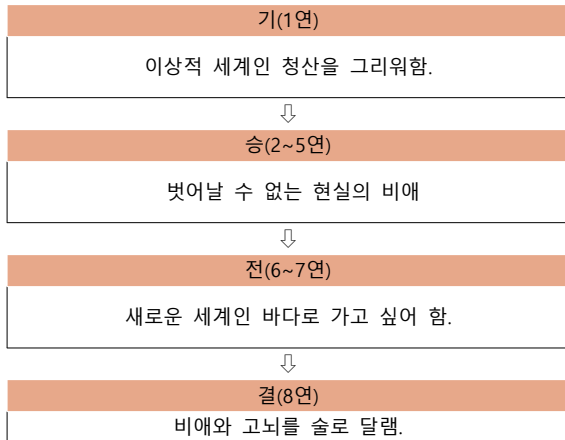 기(1연)
이상적 세계인 청산을 그리워함.
⇩
승(2~5연)
벗어날 수 없는 현실의 비애
⇩
전(6~7연)
새로운 세계인 바다로 가고 싶어 함.
⇩
결(8연)
비애와 고뇌를 술로 달램.